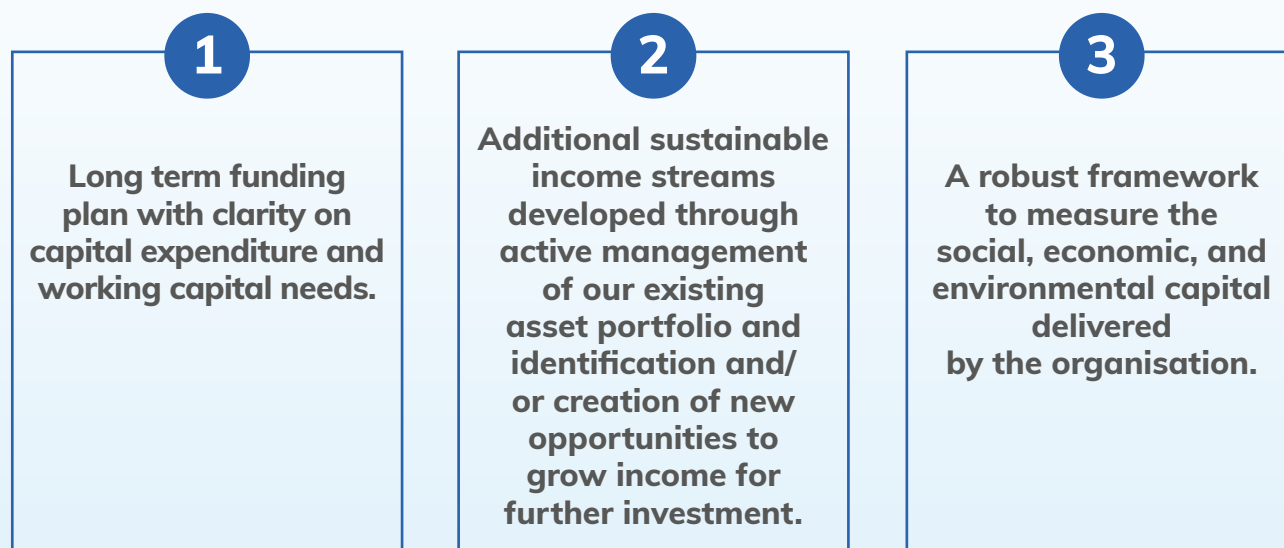 1
Long term funding
plan with clarity on
capital expenditure and
working capital needs.
2
Additional sustainable
income streams
developed through
active management
of our existing
asset portfolio and
identification and/
or creation of new
opportunities to
grow income for
further investment.
3
A robust framework
to measure the
social, economic, and
environmental capital
delivered
by the organisation.